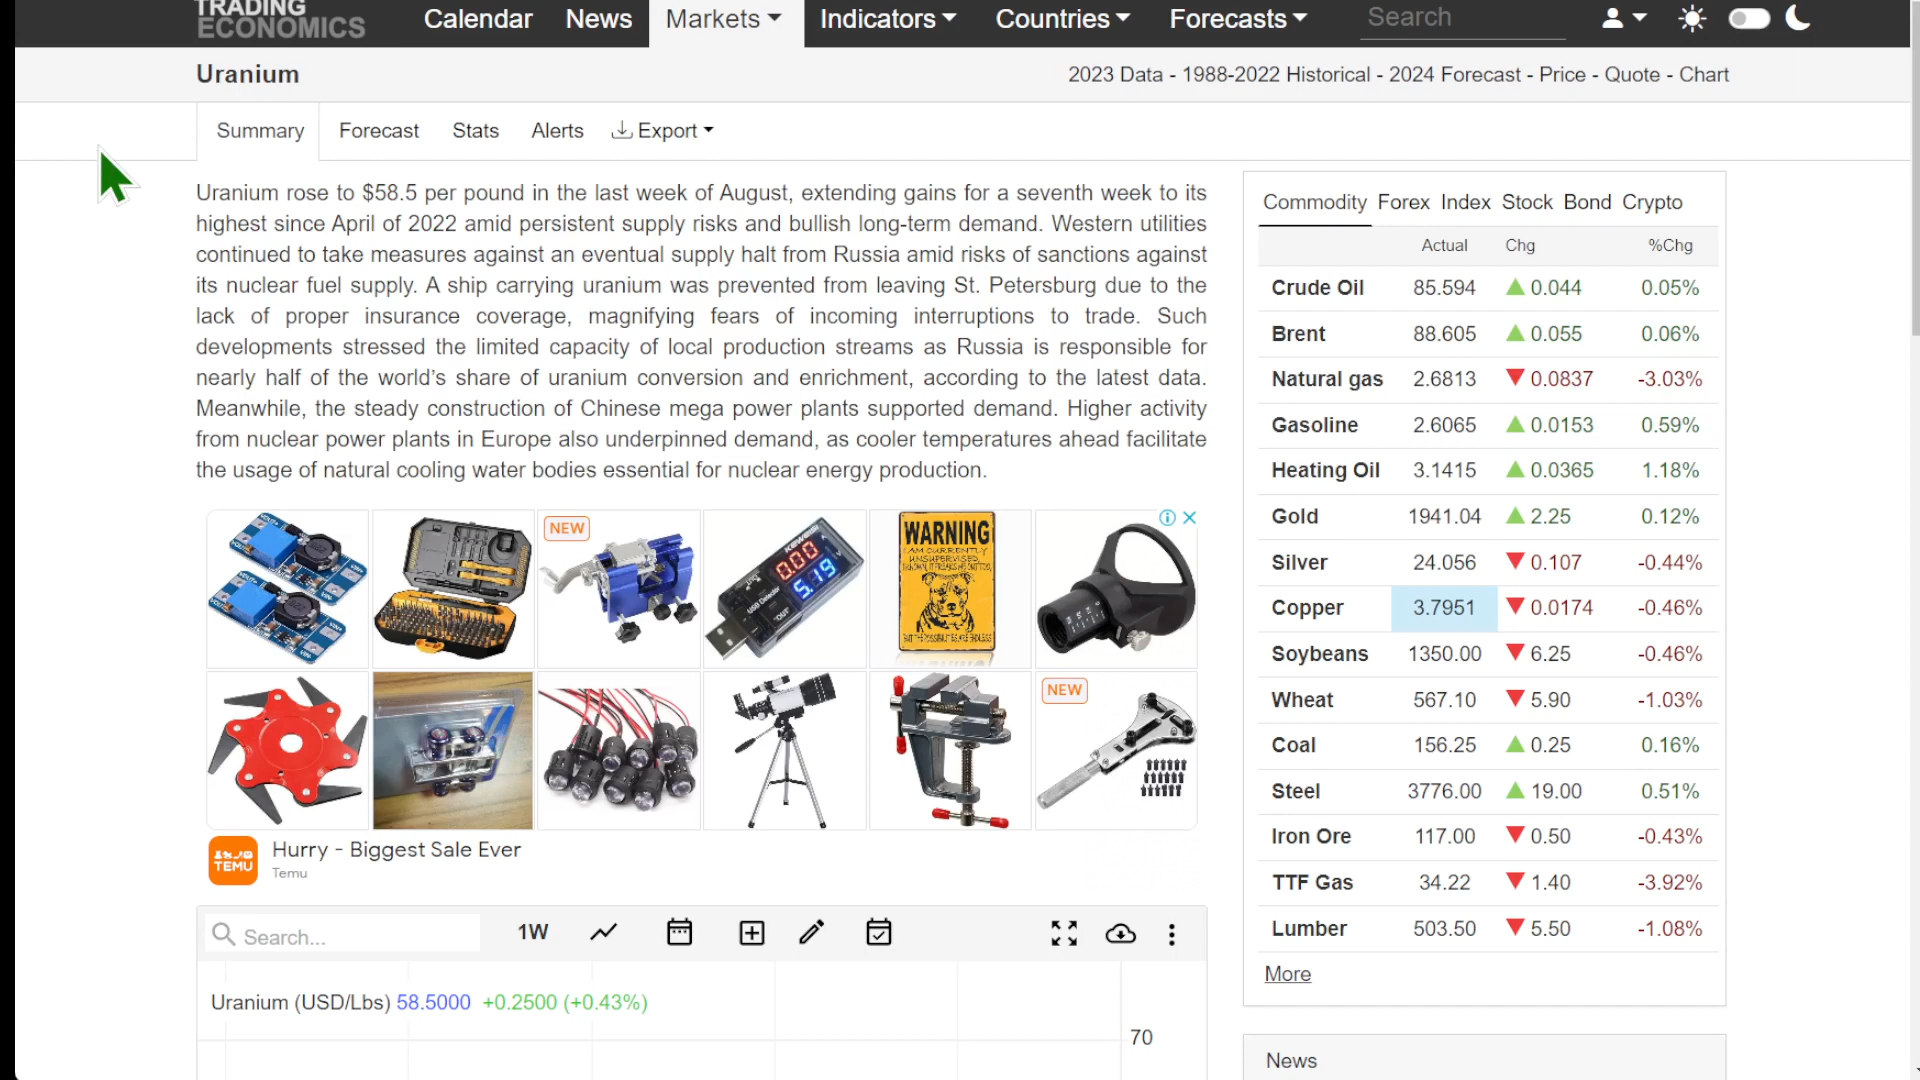 TRADING
ECONOMICS
Calendar
News
Markets
Indicators
Countries
Forecasts
Search
Uranium
2023 Data - 1988-2022 Historical - 2024 Forecast - Price - Quote - Chart
Summary
Forecast
Stats
Alerts
Export
Uranium rose to $58.5 per pound in the last week of August, extending gains for a seventh week to its
highest since April of 2022 amid persistent supply risks and bullish long-term demand. Western utilities
continued to take measures against an eventual supply halt from Russia amid risks of sanctions against
its nuclear fuel supply. A ship carrying uranium was prevented from leaving St. Petersburg due to the
lack of proper insurance coverage, magnifying fears of incoming interruptions to trade. Such
developments stressed the limited capacity of local production streams as Russia is responsible for
nearly half of the world’s share of uranium conversion and enrichment, according to the latest data.
Meanwhile, the steady construction of Chinese mega power plants supported demand. Higher activity
from nuclear power plants in Europe also underpinned demand, as cooler temperatures ahead facilitate
the usage of natural cooling water bodies essential for nuclear energy production.
NEW
0.00
5.19
USB Detector
WARNING
I AM CURRENTLY
UNSUPERVISED
BUT THE POSSIBILITIES ARE ENDLESS
NEW
TEMU
Hurry - Biggest Sale Ever
Temu
Search...
1W
Uranium (USD/Lbs) 58.5000 +0.2500 (+0.43%)
70
Commodity Forex Index Stock Bond Crypto
Actual Chg %Chg
Crude Oil 85.594 0.044 0.05%
Brent 88.605 0.055 0.06%
Natural gas 2.6813 0.0837 -3.03%
Gasoline 2.6065 0.0153 0.59%
Heating Oil 3.1415 0.0365 1.18%
Gold 1941.04 2.25 0.12%
Silver 24.056 0.107 -0.44%
Copper 3.7951 0.0174 -0.46%
Soybeans 1350.00 6.25 -0.46%
Wheat 567.10 5.90 -1.03%
Coal 156.25 0.25 0.16%
Steel 3776.00 19.00 0.51%
Iron Ore 117.00 0.50 -0.43%
TTF Gas 34.22 1.40 -3.92%
Lumber 503.50 5.50 -1.08%
More
News